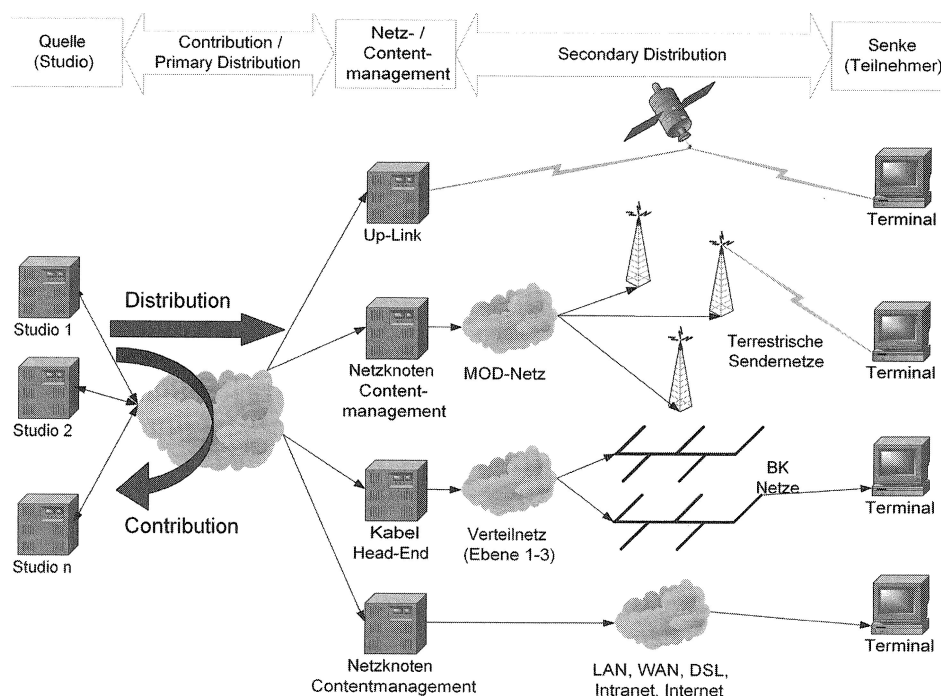 Quelle
(Studio)
Contribution /
Primary Distribution
Netz- /
Content-
management
Secondary Distribution
Senke
(Teilnehmer)
Up-Link
Terminal
Studio 1
Distribution
Netzknoten
Content-
management
MOD-Netz
Terrestrische
Sendernetze
Terminal
Studio 2
Contribution
Studio n
Kabel
Head-End
Verteilnetz
(Ebene 1-3)
BK
Netze
Terminal
Netzknoten
Contentmanagement
LAN, WAN, DSL,
Intranet, Internet
Terminal